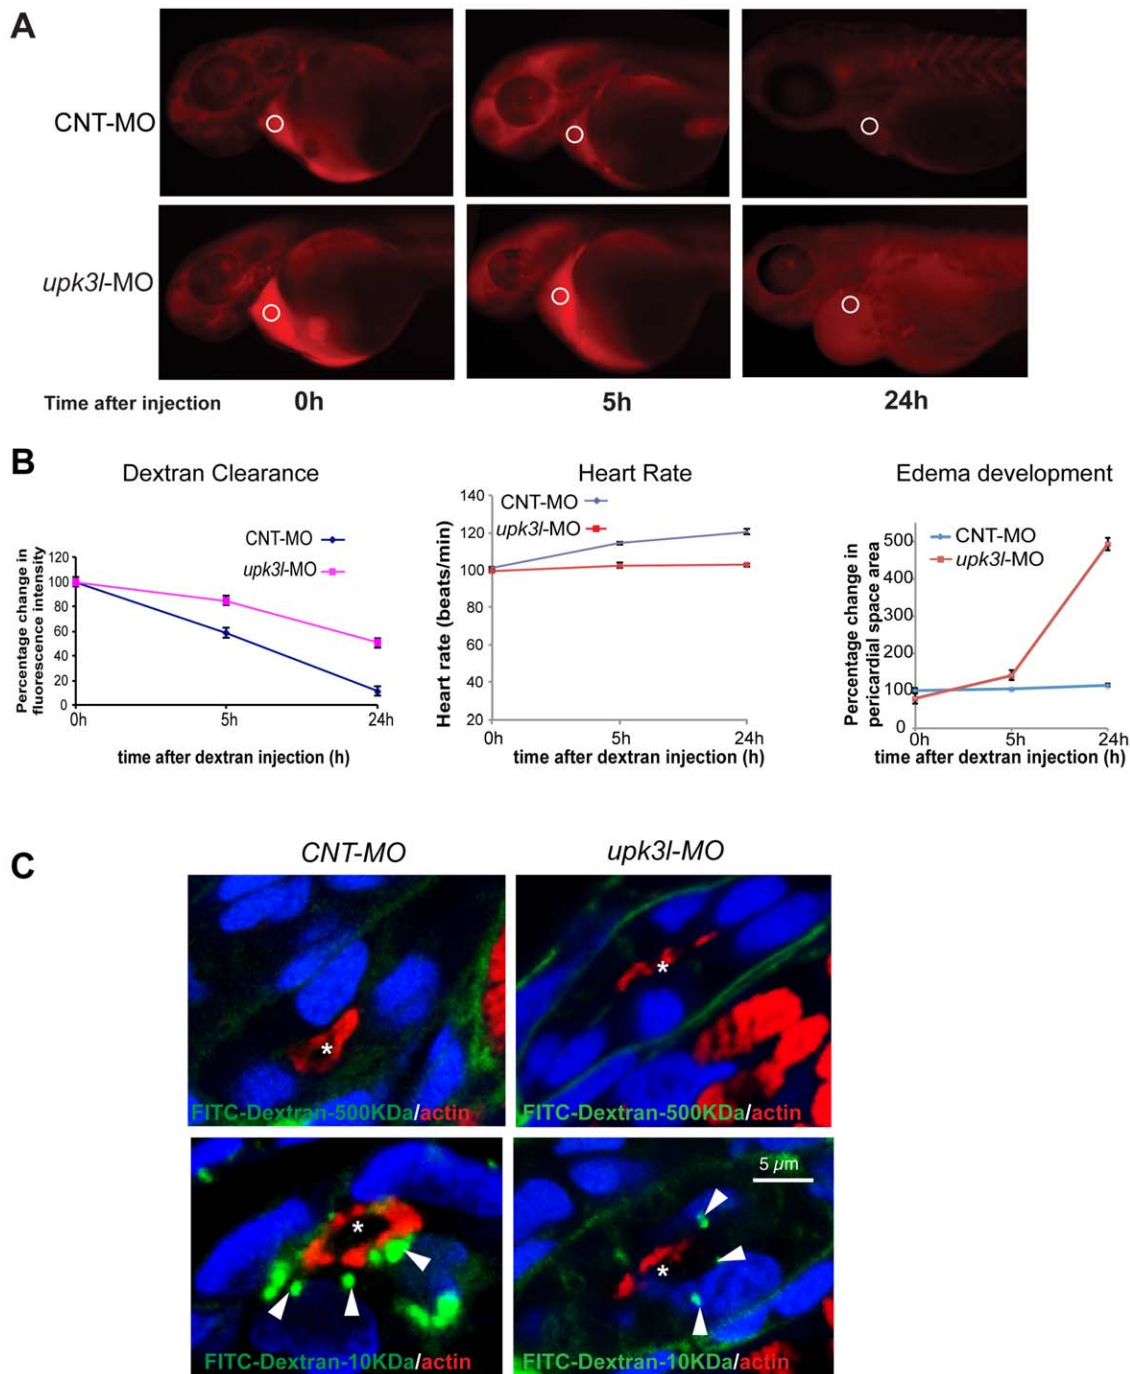 A
CNT-MO
upk3l-MO
Time after injection 0h 5h 24h
B
Dextran Clearance
Percentage change in
fluorescence intensity
120
100
80
60
40
20
0
CNT-MO
upk3l-MO
0h 5h 24h
time after dextran injection (h)
Heart Rate
Heart rate (beats/min)
140
120
100
80
60
40
20
CNT-MO
upk3l-MO
0h 5h 24h
time after dextran injection (h)
Edema development
Percentage change in
pericardial space area
500
400
300
200
100
0
CNT-MO
upk3l-MO
0h 5h 24h
time after dextran injection (h)
C
CNT-MO upk3l-MO
*
*
FITC-Dextran-500KDa/actin
FITC-Dextran-500KDa/actin
*
5 µm
*
FITC-Dextran-10KDa/actin
FITC-Dextran-10KDa/actin